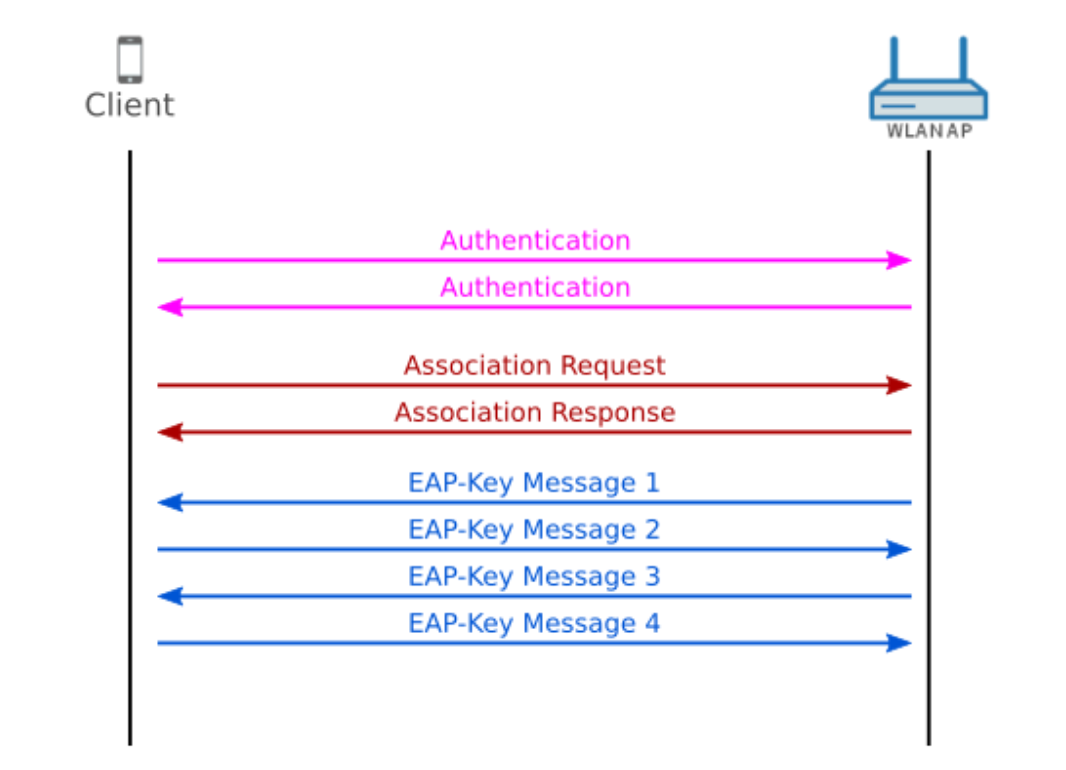 Client
WLAN AP
Authentication
Authentication
Association Request
Association Response
EAP-Key Message 1
EAP-Key Message 2
EAP-Key Message 3
EAP-Key Message 4